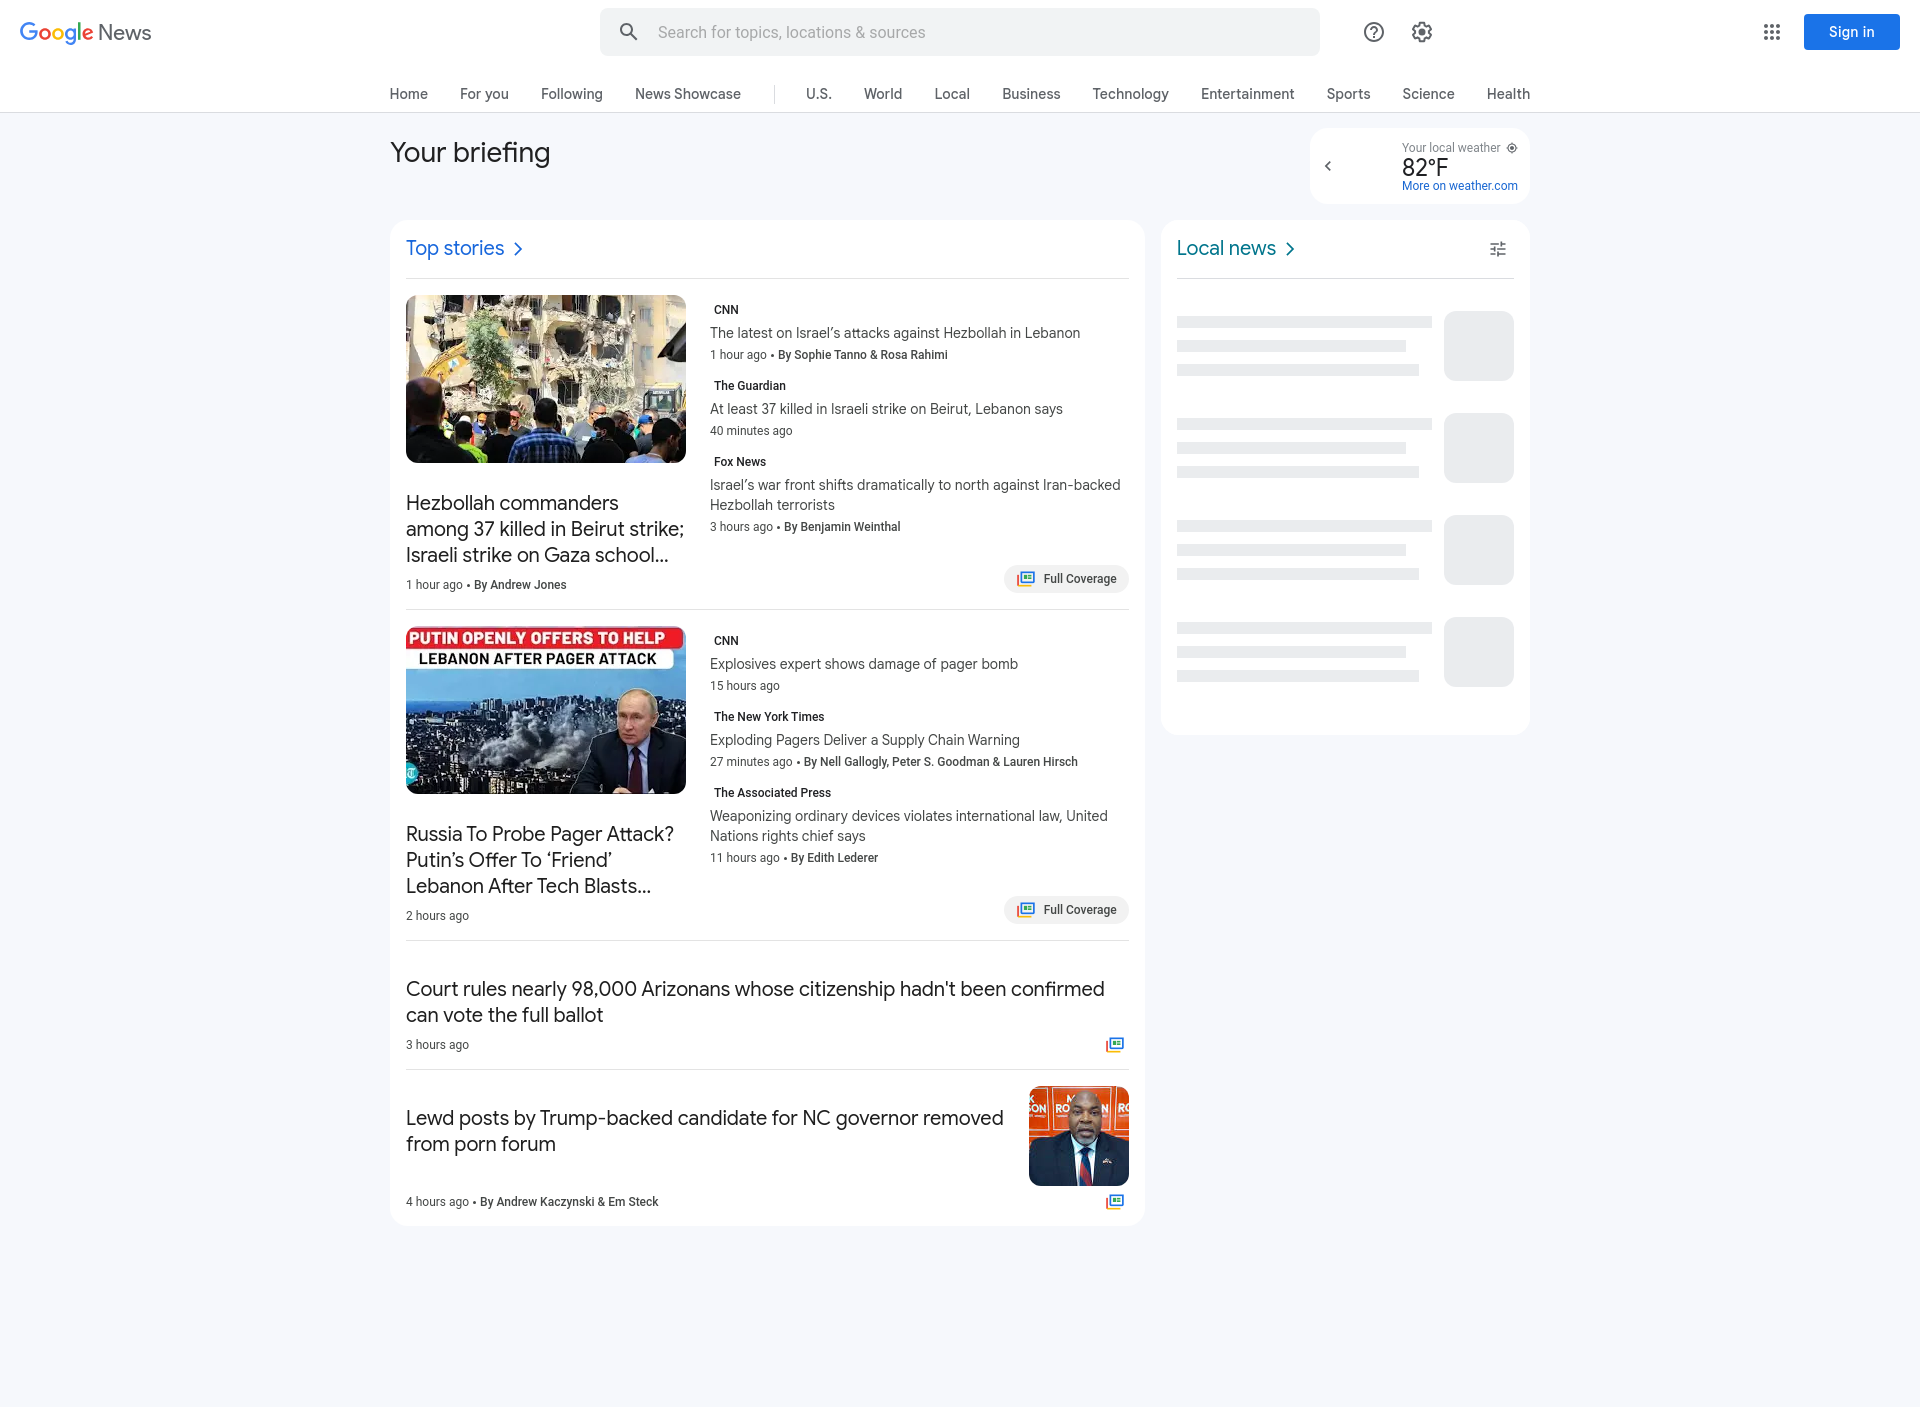 Google News
Search for topics, locations & sources
Sign in
Home For you Following News Showcase U.S. World Local Business Technology Entertainment Sports Science Health
Your briefing
Your local weather
82°F
More on weather.com
Top stories
Hezbollah commanders
among 37 killed in Beirut strike;
Israeli strike on Gaza school...
1 hour ago • By Andrew Jones
CNN
The latest on Israel’s attacks against Hezbollah in Lebanon
1 hour ago • By Sophie Tanno & Rosa Rahimi
The Guardian
At least 37 killed in Israeli strike on Beirut, Lebanon says
40 minutes ago
Fox News
Israel’s war front shifts dramatically to north against Iran-backed
Hezbollah terrorists
3 hours ago • By Benjamin Weinthal
Full Coverage
PUTIN OPENLY OFFERS TO HELP
LEBANON AFTER PAGER ATTACK
Russia To Probe Pager Attack?
Putin’s Offer To ‘Friend’
Lebanon After Tech Blasts...
2 hours ago
CNN
Explosives expert shows damage of pager bomb
15 hours ago
The New York Times
Exploding Pagers Deliver a Supply Chain Warning
27 minutes ago • By Nell Gallogly, Peter S. Goodman & Lauren Hirsch
The Associated Press
Weaponizing ordinary devices violates international law, United
Nations rights chief says
11 hours ago • By Edith Lederer
Full Coverage
Court rules nearly 98,000 Arizonans whose citizenship hadn't been confirmed
can vote the full ballot
3 hours ago
Lewd posts by Trump-backed candidate for NC governor removed
from porn forum
4 hours ago • By Andrew Kaczynski & Em Steck
Local news